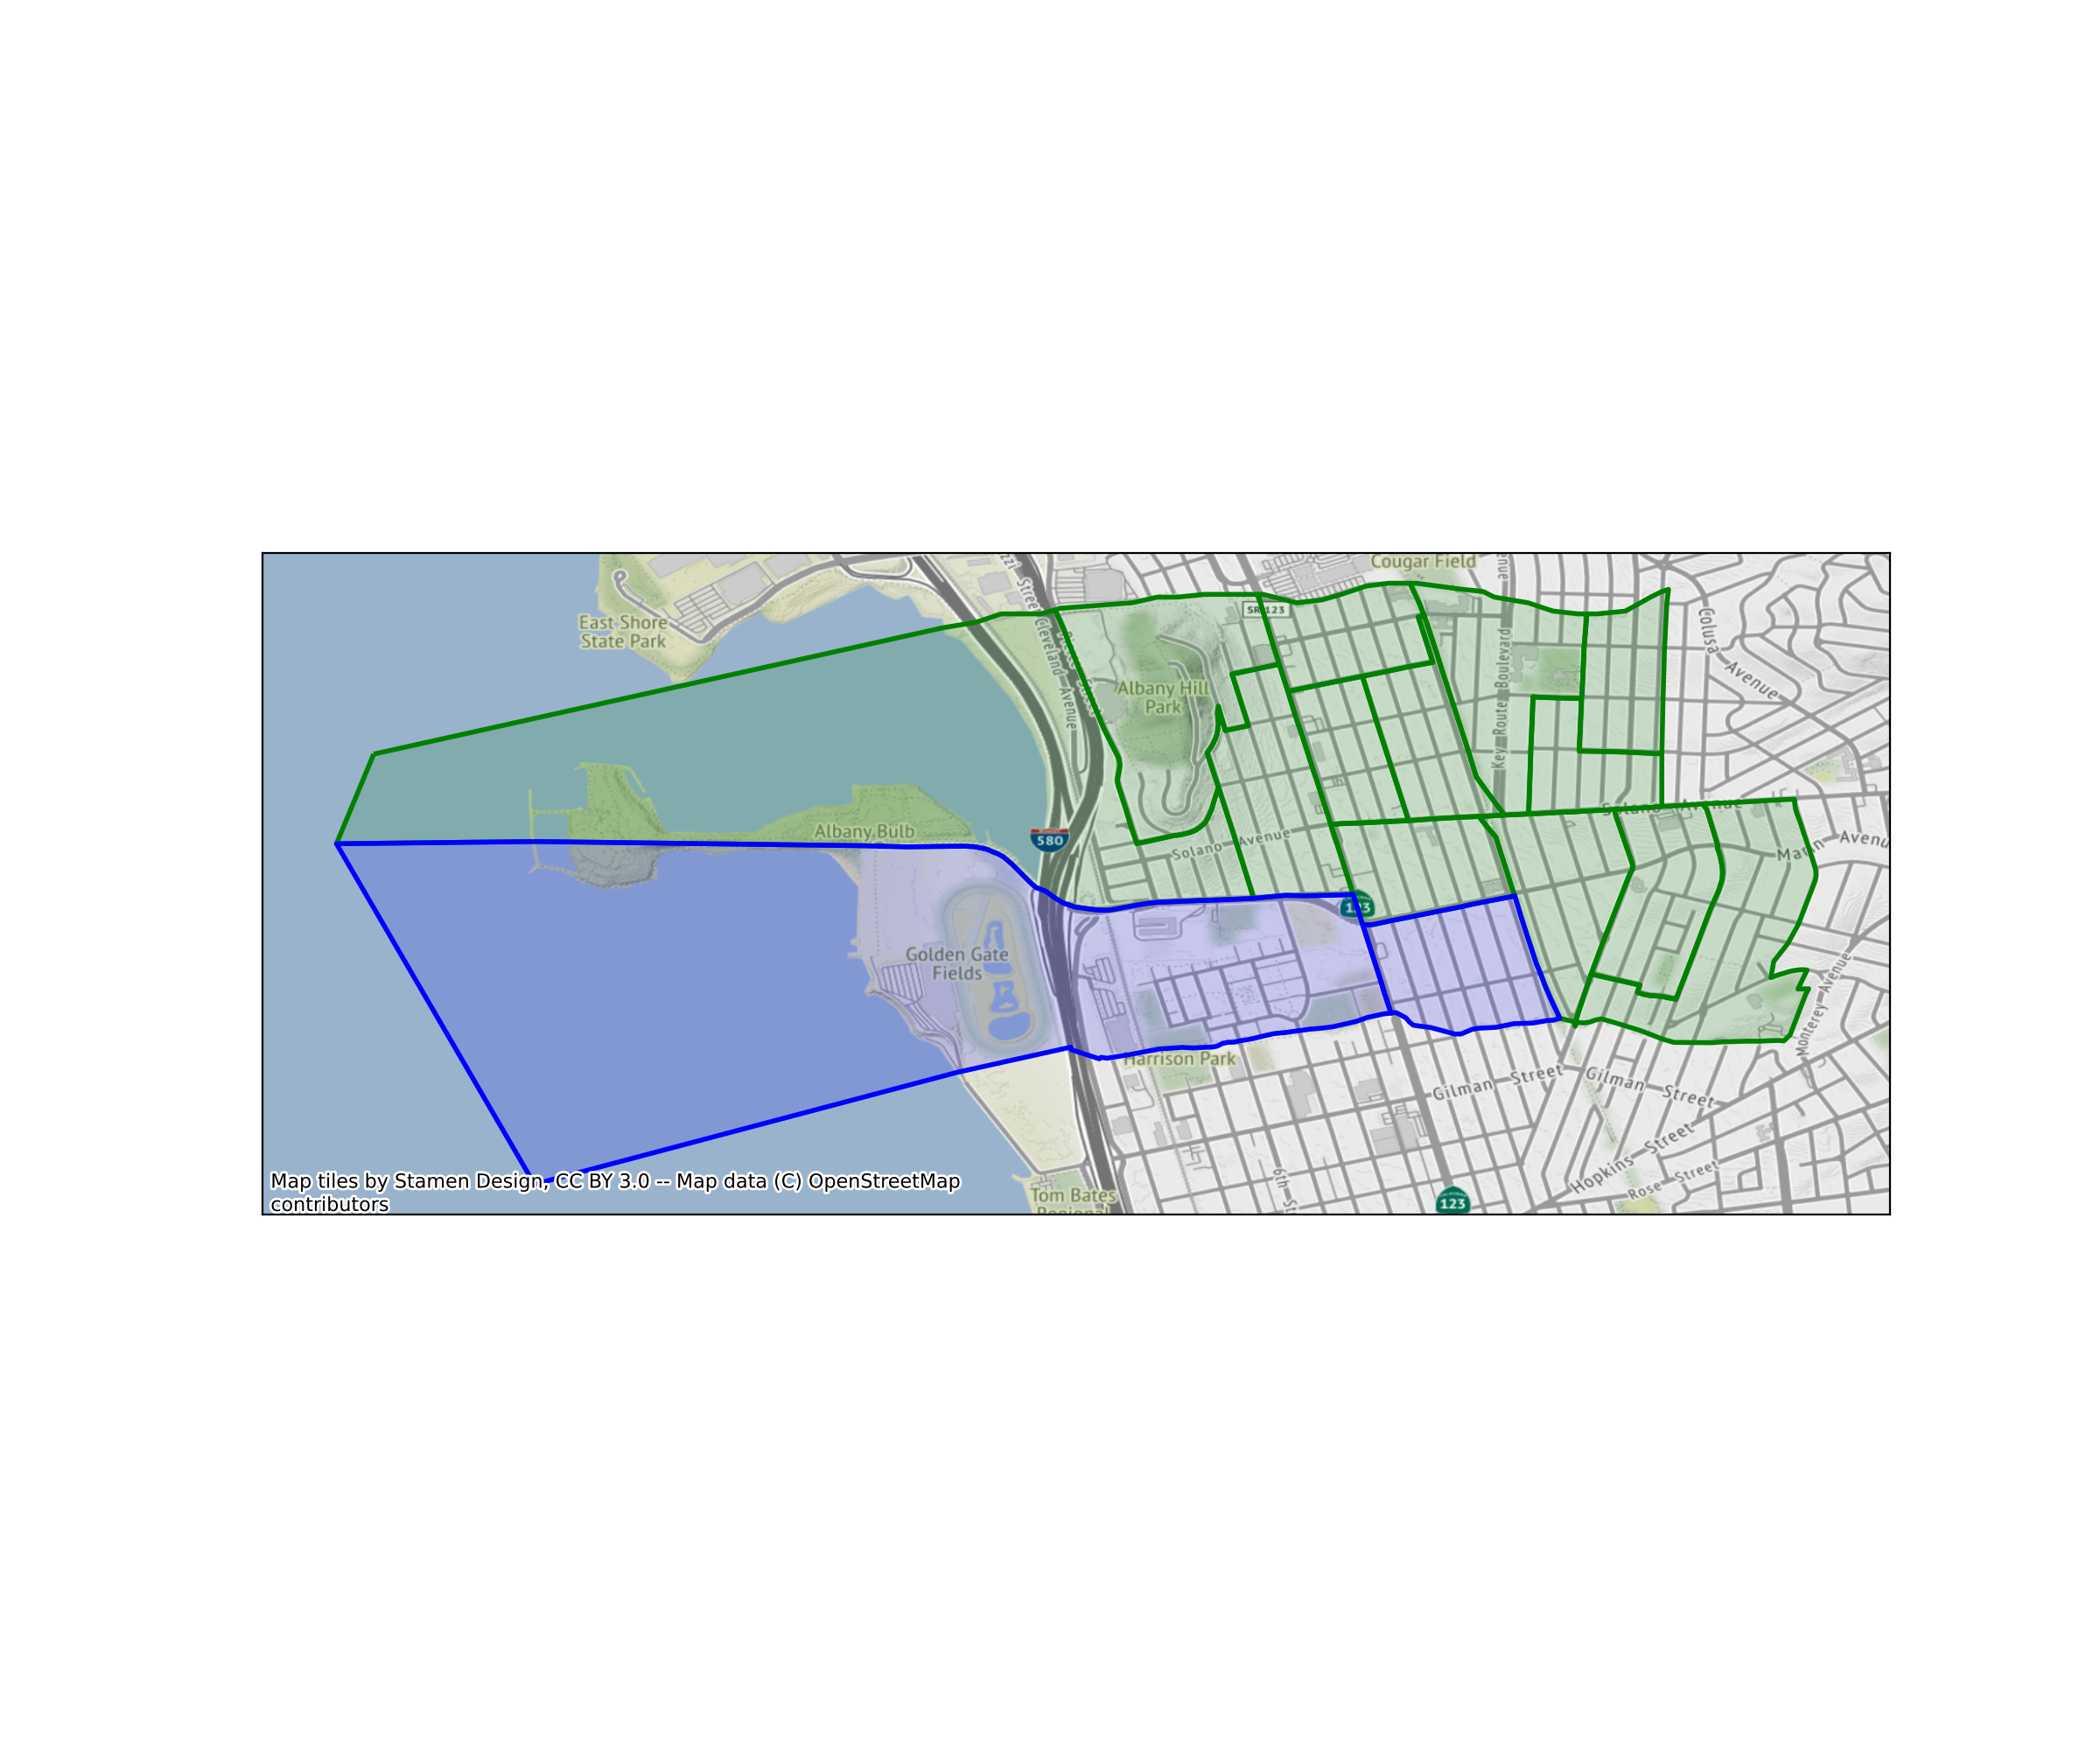 Cougar Field
SR 123
East Shore
State Park
Cleveland Avenue
Colusa Avenue
Key Route Boulevard
Albany Hill
Park
Albany Bulb
580
Solano Avenue
Solano Avenue
Marin Avenu
123
Golden Gate
Fields
Monterey Avenue
Harrison Park
Gilman Street
Gilman Street
Hopkins Street
Rose Street
6th St
Tom Bates
Regional
123
Map tiles by Stamen Design, CC BY 3.0 -- Map data (C) OpenStreetMap
contributors